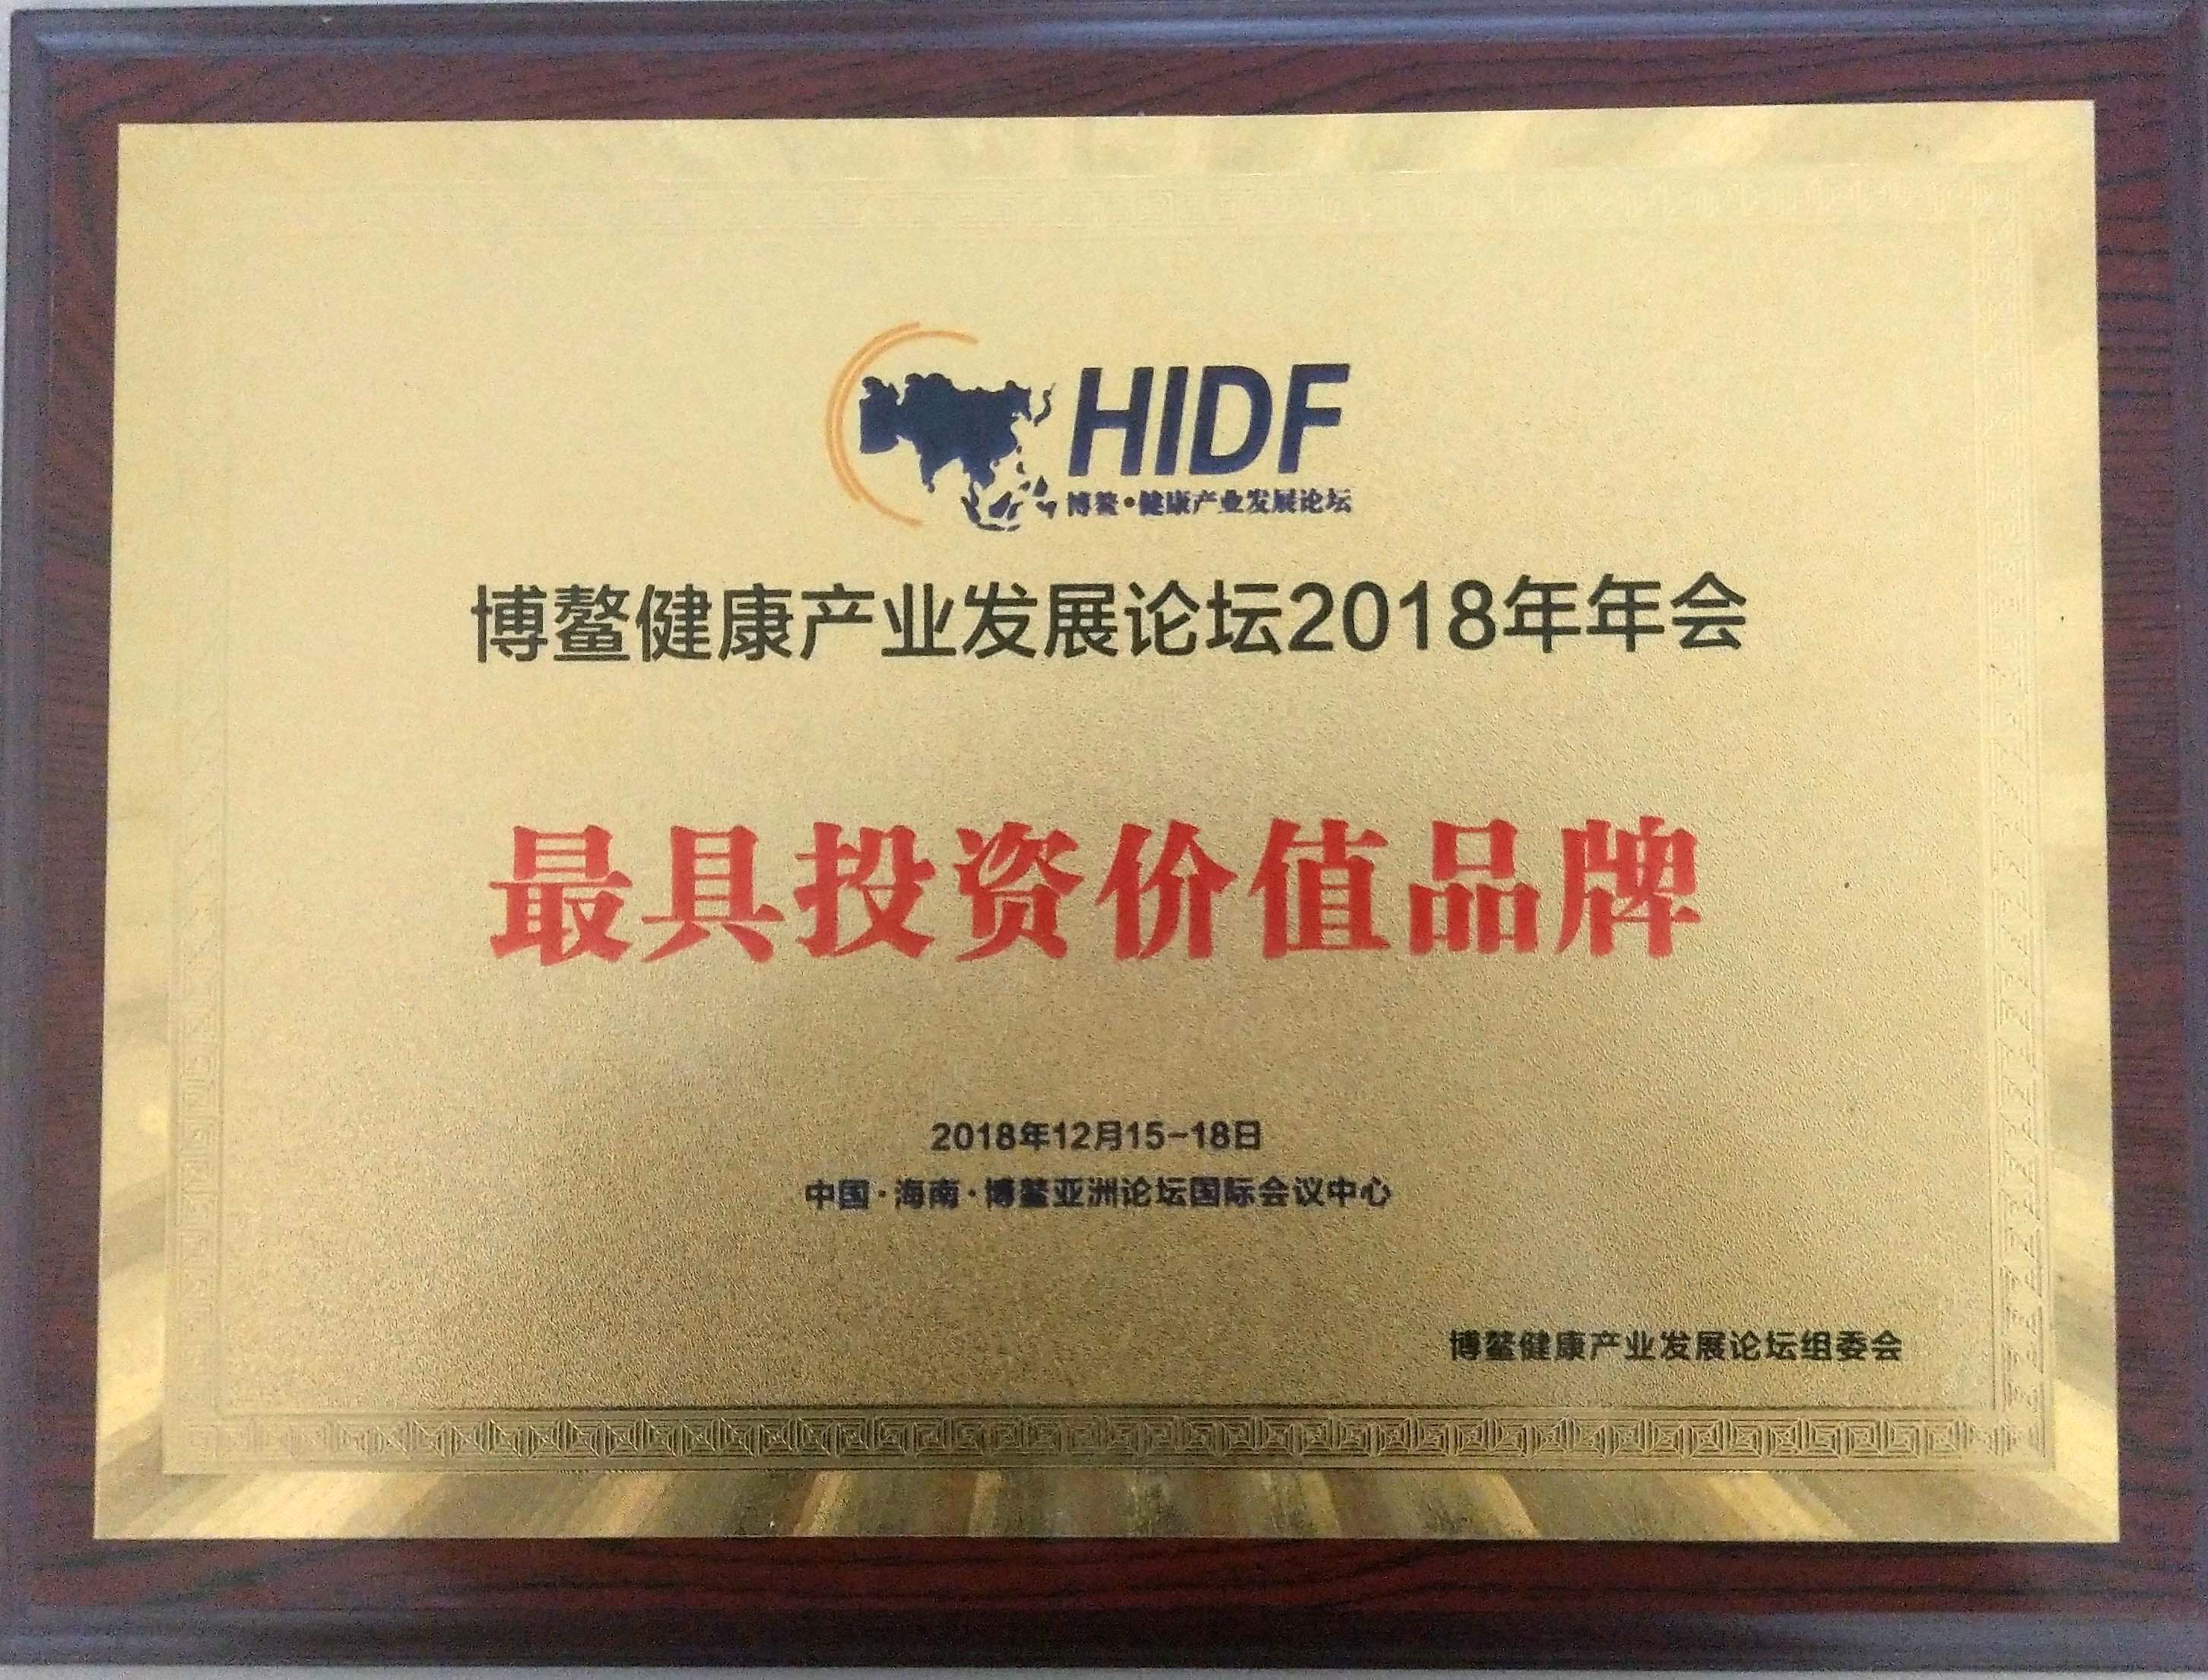 HIDF
博鳌·健康产业发展论坛
博鳌健康产业发展论坛2018年年会
最具投资价值品牌
2018年12月15-18日
中国·海南·博鳌亚洲论坛国际会议中心
博鳌健康产业发展论坛组委会